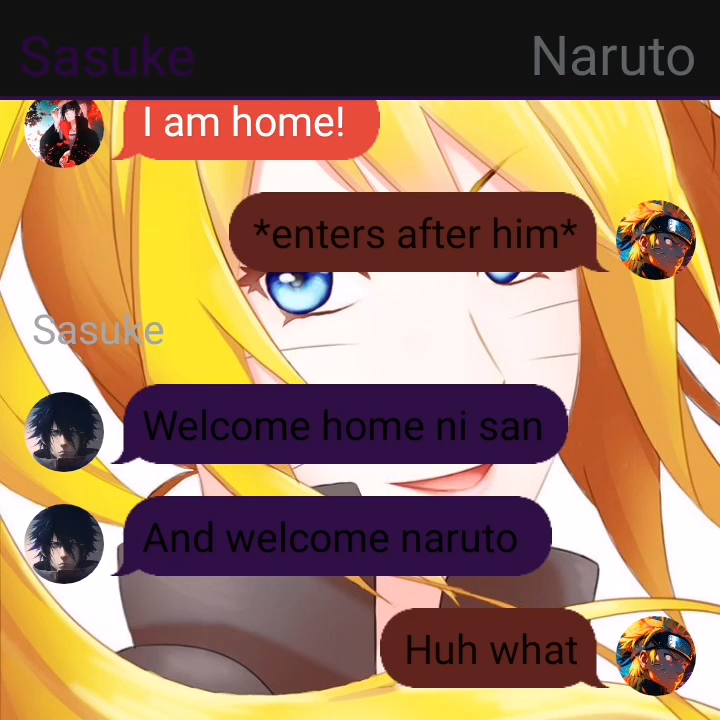 Sasuke
Naruto
I am home!
*enters after him*
Sasuke
Welcome home ni san
And welcome naruto
Huh what